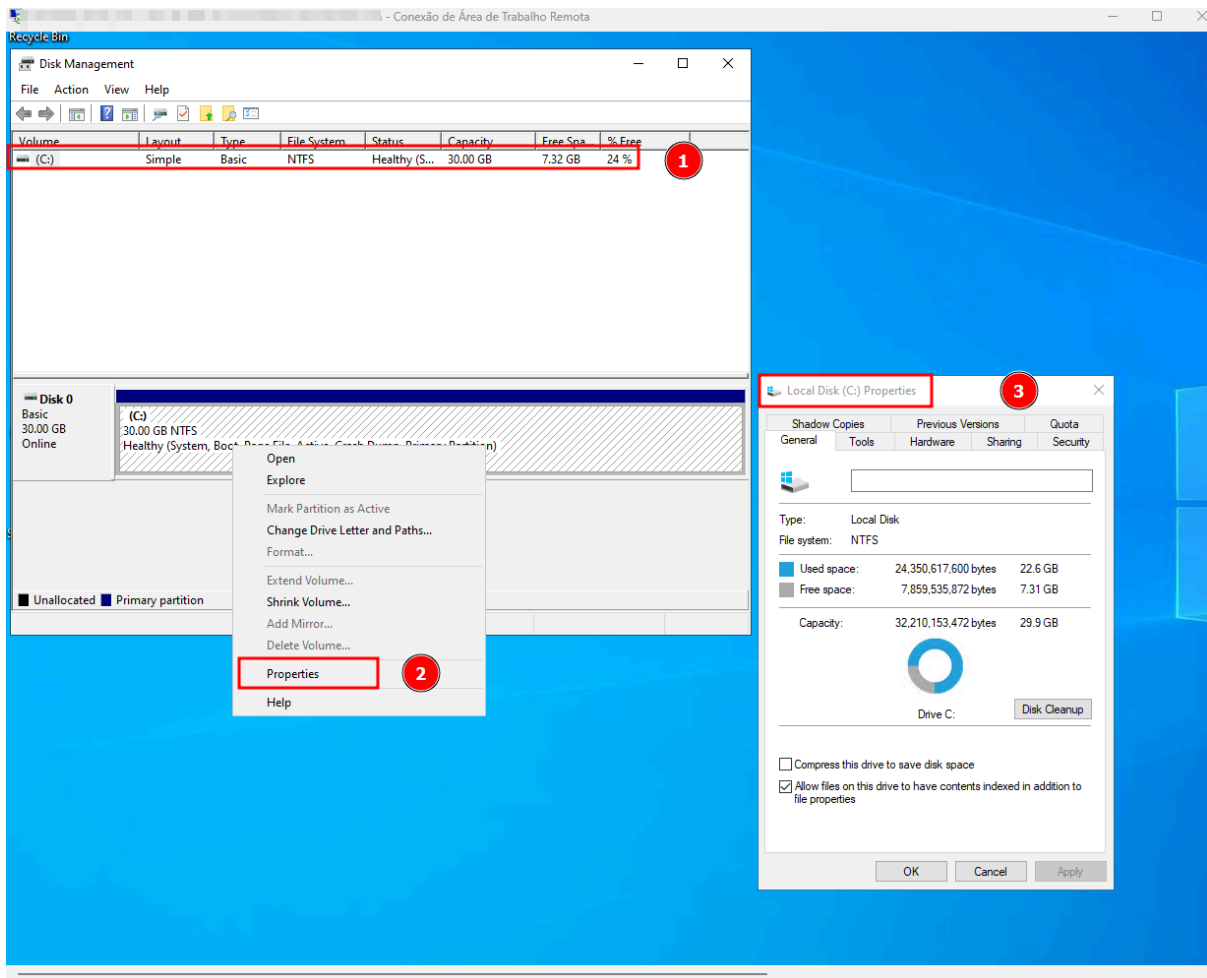 - Conexão de Área de Trabalho Remota
Recycle Bin
Disk Management
File Action View Help
Volume Layout Type File System Status Capacity Free Spa... % Free
(C:) Simple Basic NTFS Healthy (S... 30.00 GB 7.32 GB 24 %
1
Disk 0
Basic
30.00 GB
Online
(C:)
30.00 GB NTFS
Healthy (System, Boot, Page File, Active, Crash Dump, Primary Partition)
Open
Explore
Mark Partition as Active
Change Drive Letter and Paths...
Format...
Extend Volume...
Shrink Volume...
Add Mirror...
Delete Volume...
Properties
2
Help
Unallocated Primary partition
Local Disk (C:) Properties
3
Shadow Copies Previous Versions Quota
General Tools Hardware Sharing Security
Type: Local Disk
File system: NTFS
Used space: 24,350,617,600 bytes 22.6 GB
Free space: 7,859,535,872 bytes 7.31 GB
Capacity: 32,210,153,472 bytes 29.9 GB
Drive C:
Disk Cleanup
Compress this drive to save disk space
Allow files on this drive to have contents indexed in addition to
file properties
OK Cancel Apply